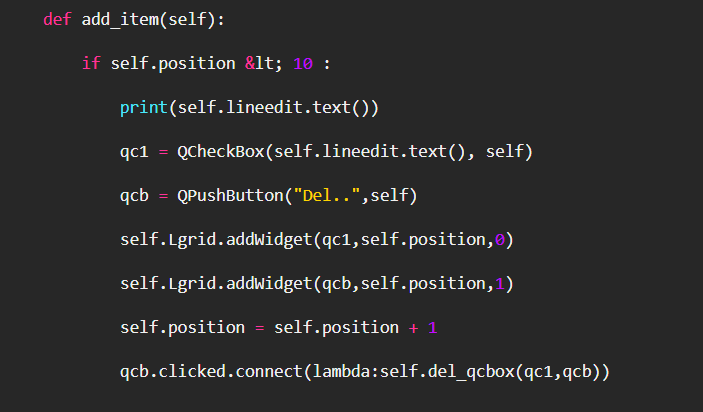 def add_item(self):
if self.position &lt; 10 :
print(self.lineedit.text())
qc1 = QCheckBox(self.lineedit.text(), self)
qcb = QPushButton("Del..",self)
self.Lgrid.addWidget(qc1,self.position,0)
self.Lgrid.addWidget(qcb,self.position,1)
self.position = self.position + 1
qcb.clicked.connect(lambda:self.del_qcbox(qc1,qcb))